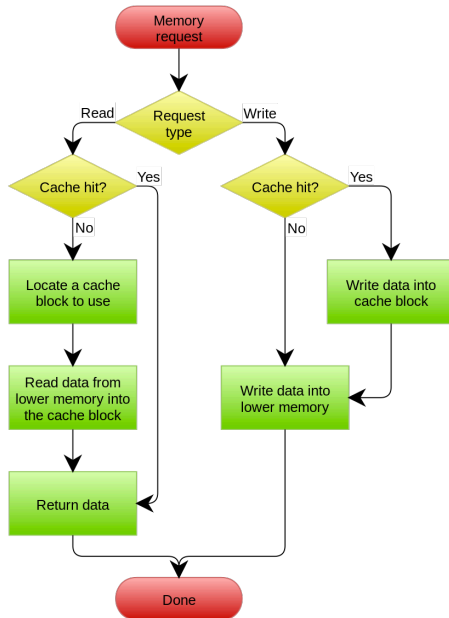 Memory
request
Read
Request
type
Write
Cache hit?
Yes
Cache hit?
Yes
No
No
Locate a cache
block to use
Write data into
cache block
Read data from
lower memory into
the cache block
Write data into
lower memory
Return data
Done